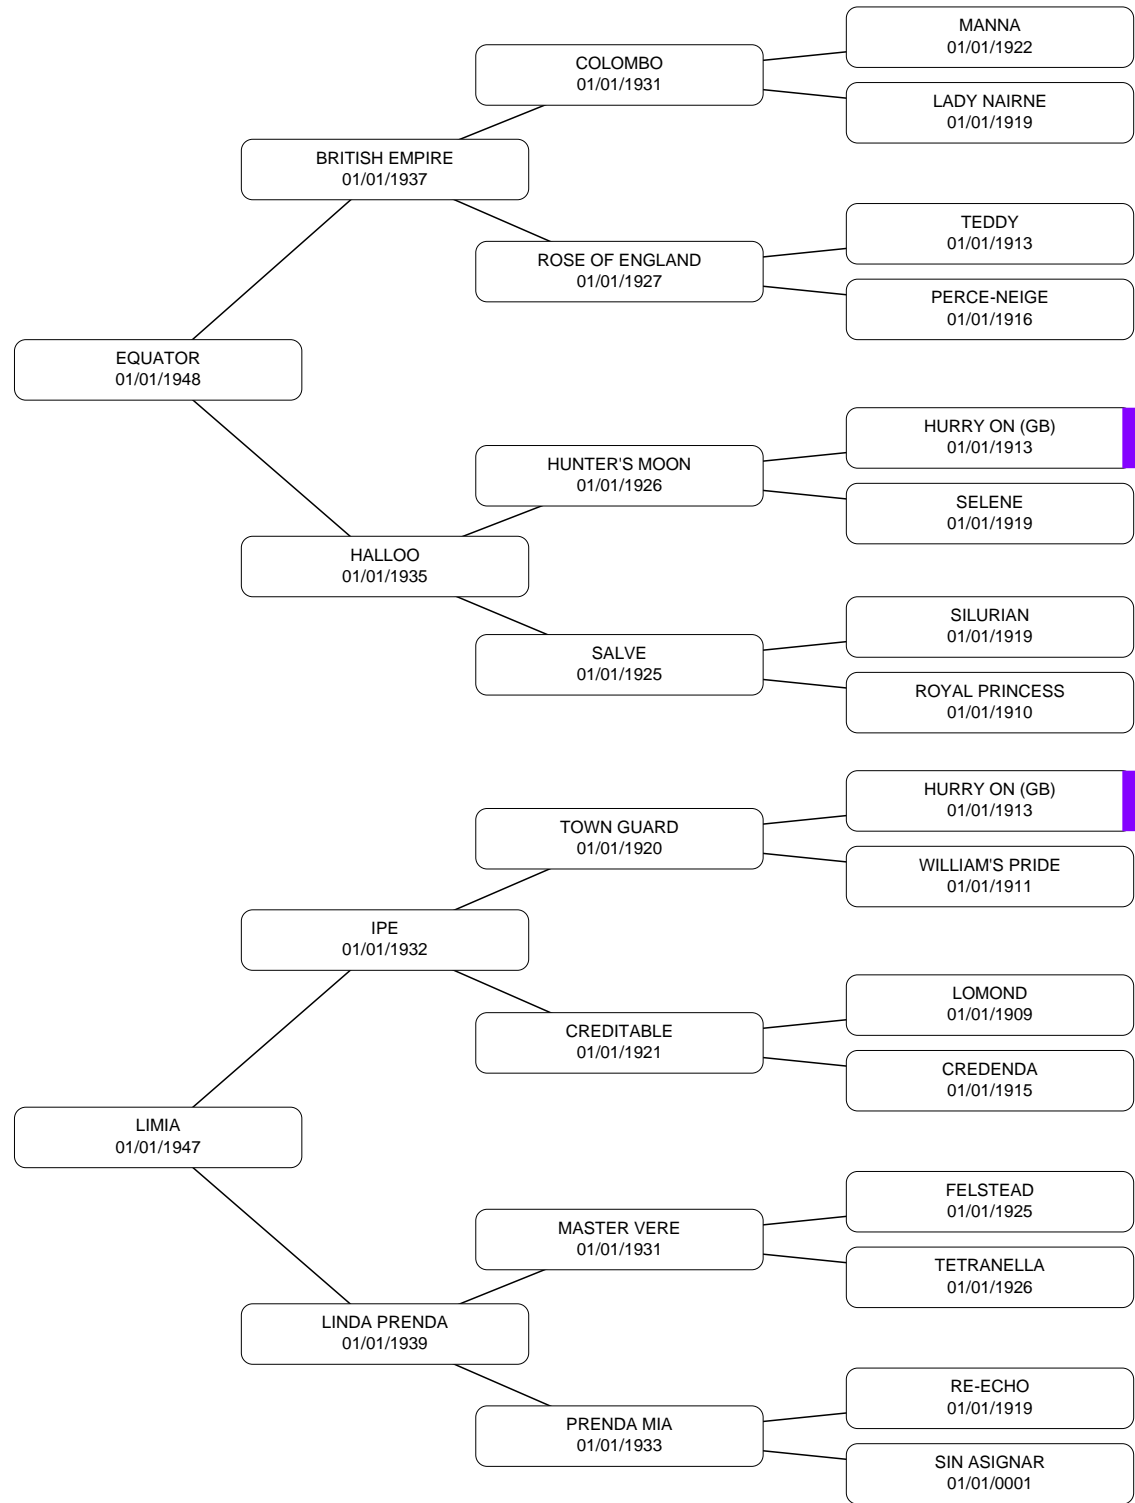 MANNA
01/01/1922
COLOMBO
01/01/1931
LADY NAIRNE
01/01/1919
BRITISH EMPIRE
01/01/1937
TEDDY
01/01/1913
ROSE OF ENGLAND
01/01/1927
PERCE-NEIGE
01/01/1916
EQUATOR
01/01/1948
HURRY ON (GB)
01/01/1913
HUNTER'S MOON
01/01/1926
SELENE
01/01/1919
HALLOO
01/01/1935
SILURIAN
01/01/1919
SALVE
01/01/1925
ROYAL PRINCESS
01/01/1910
HURRY ON (GB)
01/01/1913
TOWN GUARD
01/01/1920
WILLIAM'S PRIDE
01/01/1911
IPE
01/01/1932
LOMOND
01/01/1909
CREDITABLE
01/01/1921
CREDENDA
01/01/1915
LIMIA
01/01/1947
FELSTEAD
01/01/1925
MASTER VERE
01/01/1931
TETRANELLA
01/01/1926
LINDA PRENDA
01/01/1939
RE-ECHO
01/01/1919
PRENDA MIA
01/01/1933
SIN ASIGNAR
01/01/0001